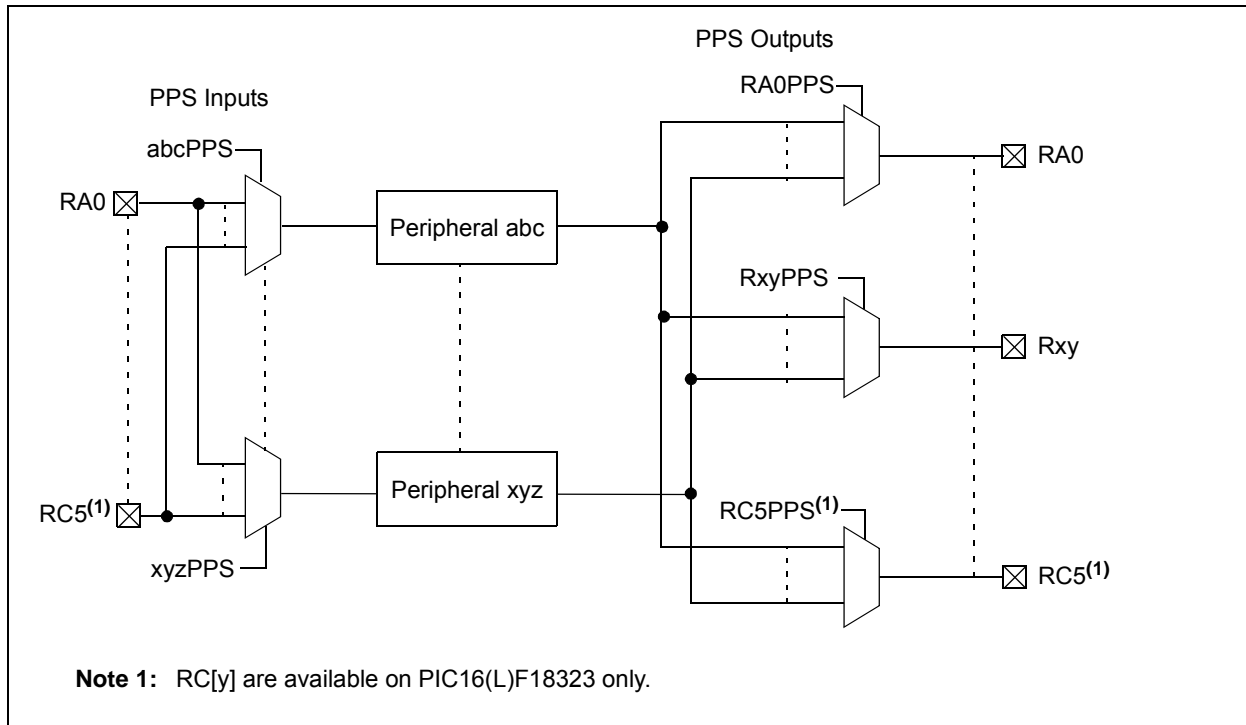 PPS Outputs
RA0PPS
PPS Inputs
abcPPS
RA0
RA0
Peripheral abc
RxyPPS
Rxy
Peripheral xyz
RC5(1)
RC5PPS(1)
xyzPPS
RC5(1)
Note 1: RC[y] are available on PIC16(L)F18323 only.